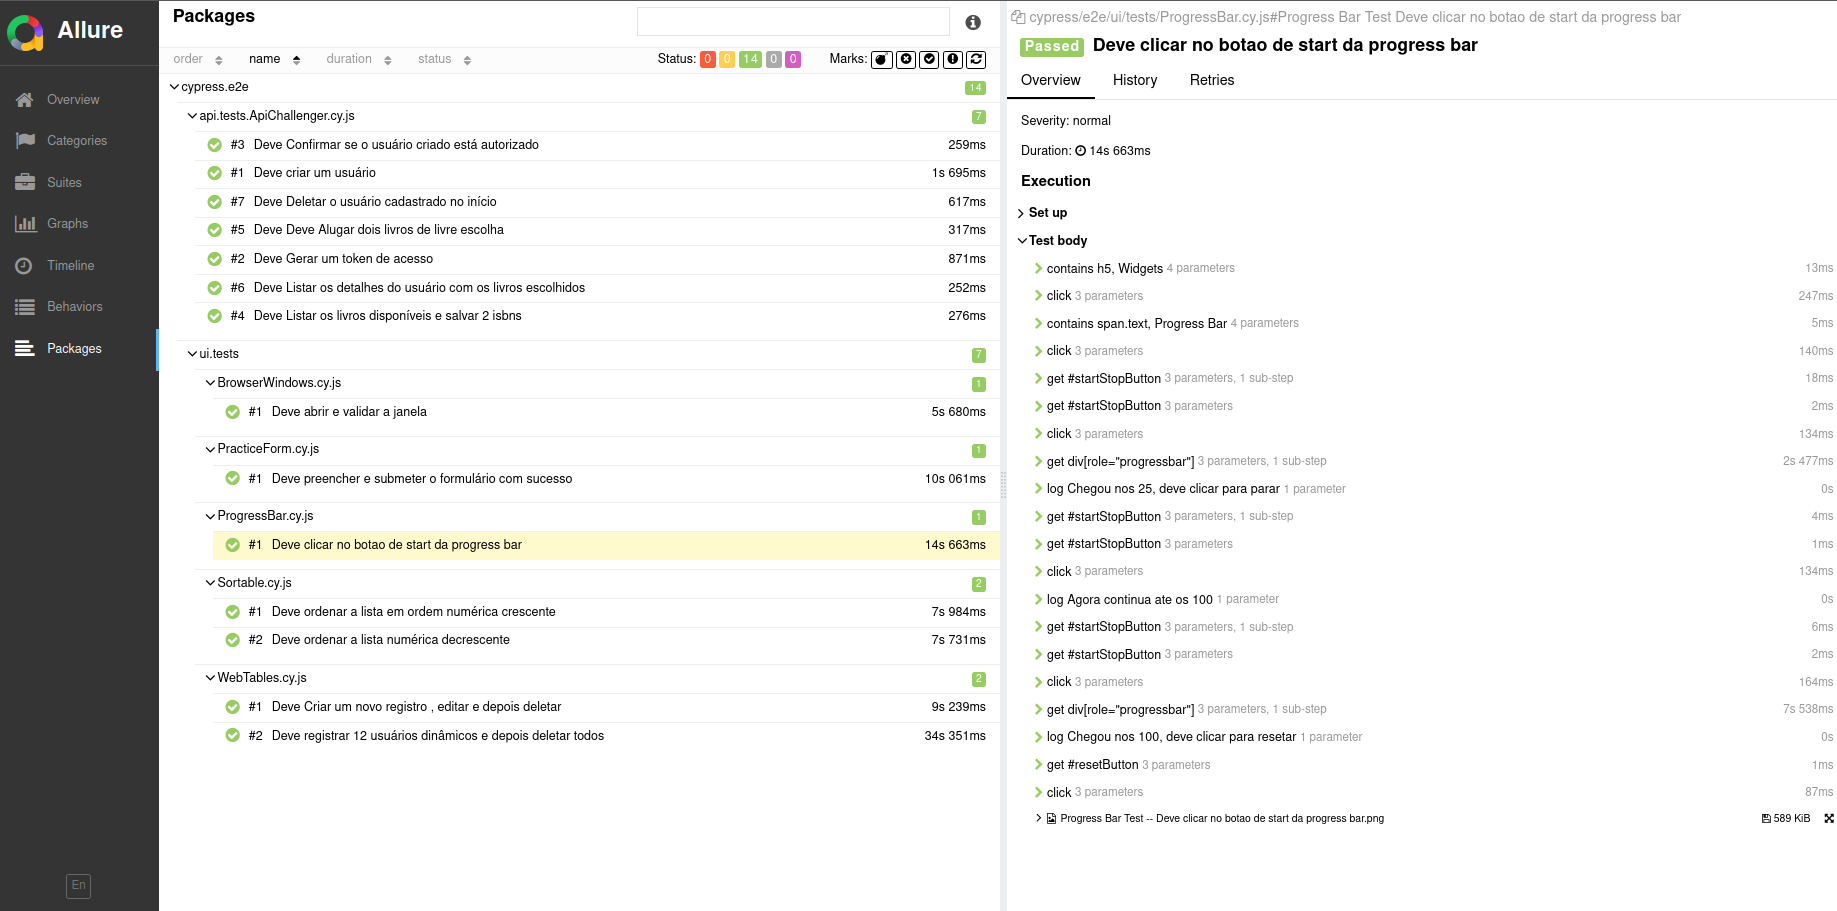 Allure
Overview
Categories
Suites
Graphs
Timeline
Behaviors
Packages
En
Packages
order name duration status Status: 0 0 14 0 0 Marks:
cypress.e2e 14
api.tests.ApiChallenger.cy.js 7
#3 Deve Confirmar se o usuário criado está autorizado 259ms
#1 Deve criar um usuário 1s 695ms
#7 Deve Deletar o usuário cadastrado no início 617ms
#5 Deve Deve Alugar dois livros de livre escolha 317ms
#2 Deve Gerar um token de acesso 871ms
#6 Deve Listar os detalhes do usuário com os livros escolhidos 252ms
#4 Deve Listar os livros disponíveis e salvar 2 isbns 276ms
ui.tests 7
BrowserWindows.cy.js 1
#1 Deve abrir e validar a janela 5s 680ms
PracticeForm.cy.js 1
#1 Deve preencher e submeter o formulário com sucesso 10s 061ms
ProgressBar.cy.js 1
#1 Deve clicar no botao de start da progress bar 14s 663ms
Sortable.cy.js 2
#1 Deve ordenar a lista em ordem numérica crescente 7s 984ms
#2 Deve ordenar a lista numérica decrescente 7s 731ms
WebTables.cy.js 2
#1 Deve Criar um novo registro , editar e depois deletar 9s 239ms
#2 Deve registrar 12 usuários dinâmicos e depois deletar todos 34s 351ms
cypress/e2e/ui/tests/ProgressBar.cy.js#Progress Bar Test Deve clicar no botao de start da progress bar
Passed Deve clicar no botao de start da progress bar
Overview History Retries
Severity: normal
Duration: 14s 663ms
Execution
Set up
Test body
contains h5, Widgets 4 parameters 13ms
click 3 parameters 247ms
contains span.text, Progress Bar 4 parameters 5ms
click 3 parameters 140ms
get #startStopButton 3 parameters, 1 sub-step 18ms
get #startStopButton 3 parameters 2ms
click 3 parameters 134ms
get div[role="progressbar"] 3 parameters, 1 sub-step 2s 477ms
log Chegou nos 25, deve clicar para parar 1 parameter 0s
get #startStopButton 3 parameters, 1 sub-step 4ms
get #startStopButton 3 parameters 1ms
click 3 parameters 134ms
log Agora continua ate os 100 1 parameter 0s
get #startStopButton 3 parameters, 1 sub-step 6ms
get #startStopButton 3 parameters 2ms
click 3 parameters 164ms
get div[role="progressbar"] 3 parameters, 1 sub-step 7s 538ms
log Chegou nos 100, deve clicar para resetar 1 parameter 0s
get #resetButton 3 parameters 1ms
click 3 parameters 87ms
Progress Bar Test -- Deve clicar no botao de start da progress bar.png 589 KiB